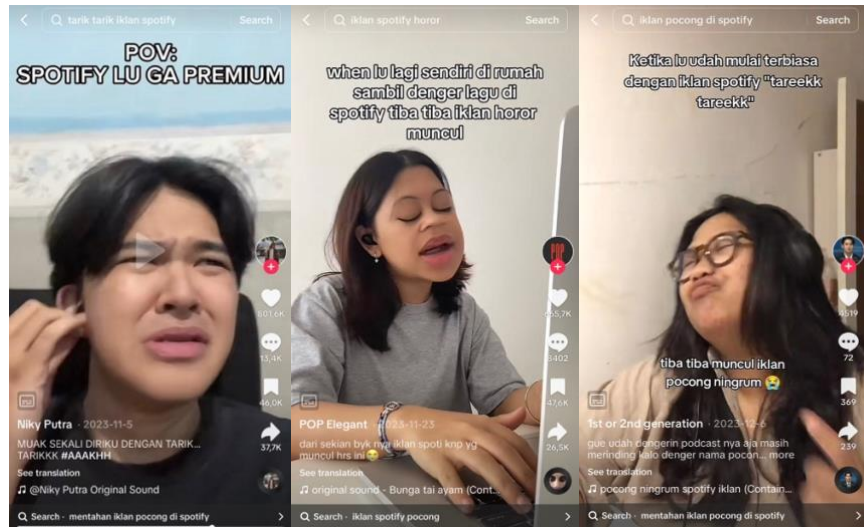 tarik tarik iklan spotify
Search
POV:
SPOTIFY LU GA PREMIUM
601,6K
13,4K
46,0K
37,7K
Niky Putra · 2023-11-5
MUAK SEKALI DIRIKU DENGAN TARIK...
TARIKKK #AAAKHH
See translation
@Niky Putra Original Sound
Search · mentahan iklan pocong di spotify
iklan spotify horor
Search
when lu lagi sendiri di rumah
sambil denger lagu di
spotify tiba tiba iklan horor
muncul
POP
665,7K
5402
47,6K
26,5K
POP Elegant · 2023-11-23
dari sekian byk nya iklan spoti knp yg
muncul hrs ini😭
See translation
original sound - Bunga tai ayam (Cont...
Search · iklan spotify pocong
iklan pocong di spotify
Search
Ketika lu udah mulai terbiasa
dengan iklan spotify "tareekk
tareekk"
4519
72
tiba tiba muncul iklan
pocong ningrum 😭
369
239
1st or 2nd generation · 2023-12-6
gue udah dengerin podcast nya aja masih
merinding kalo denger nama pocon... more
See translation
pocong ningrum spotify iklan (Contain...
Search · mentahan iklan pocong di spotify